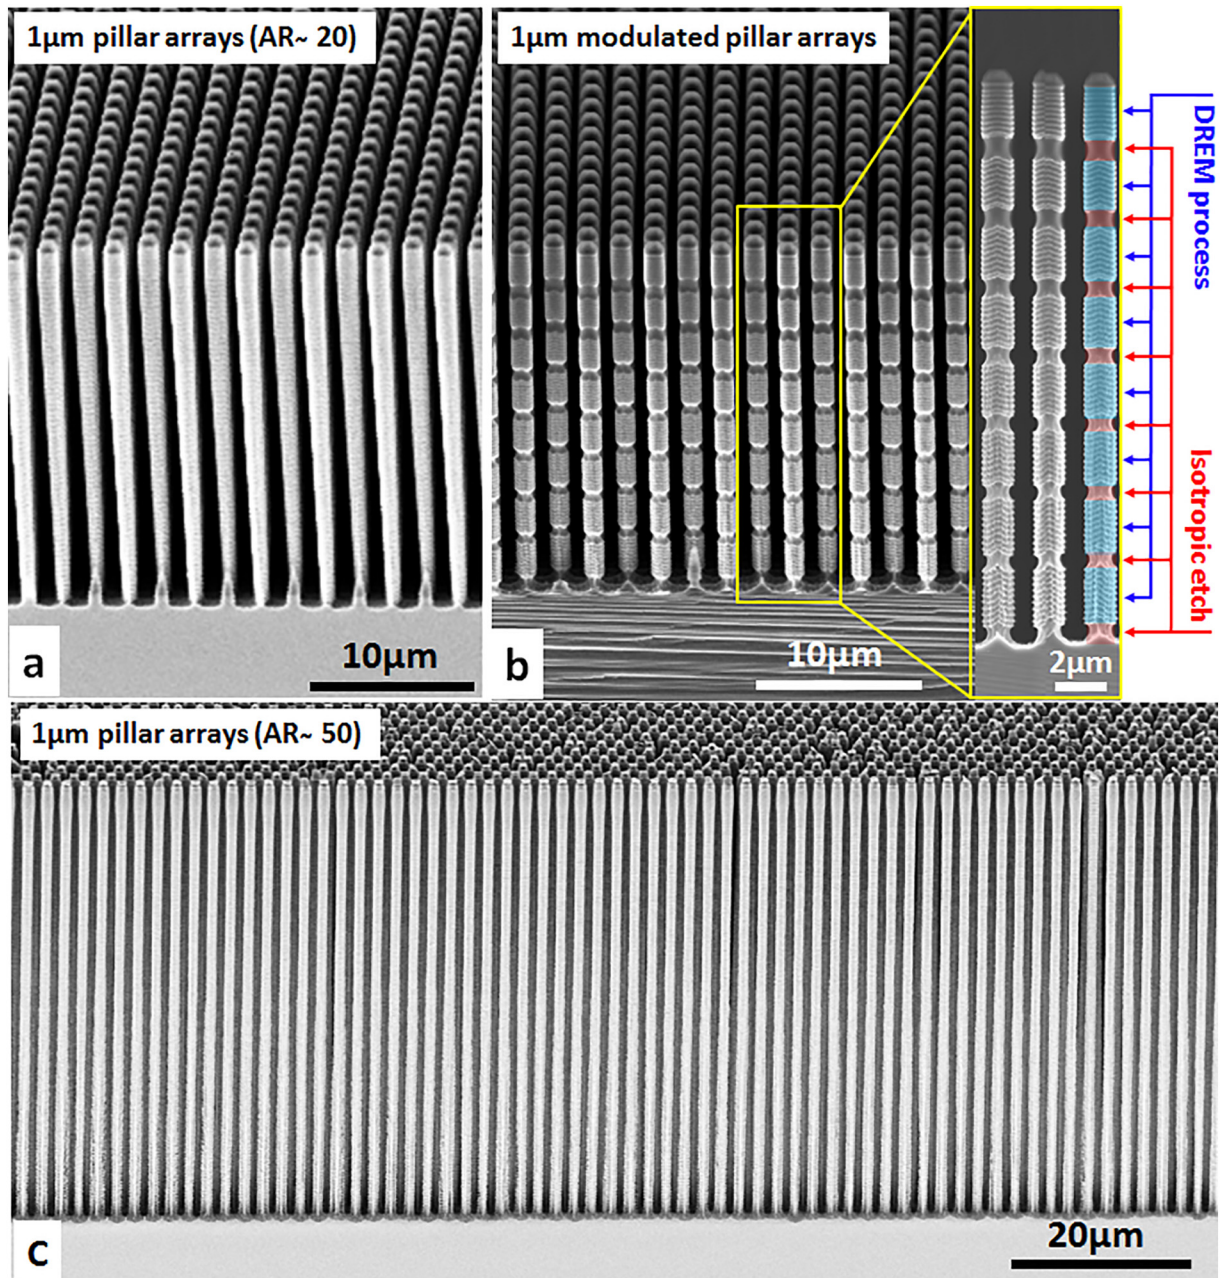 1μm pillar arrays (AR~ 20)
a
10μm
1μm modulated pillar arrays
b
10μm
2μm
DREM process
Isotropic etch
1μm pillar arrays (AR~ 50)
c
20μm